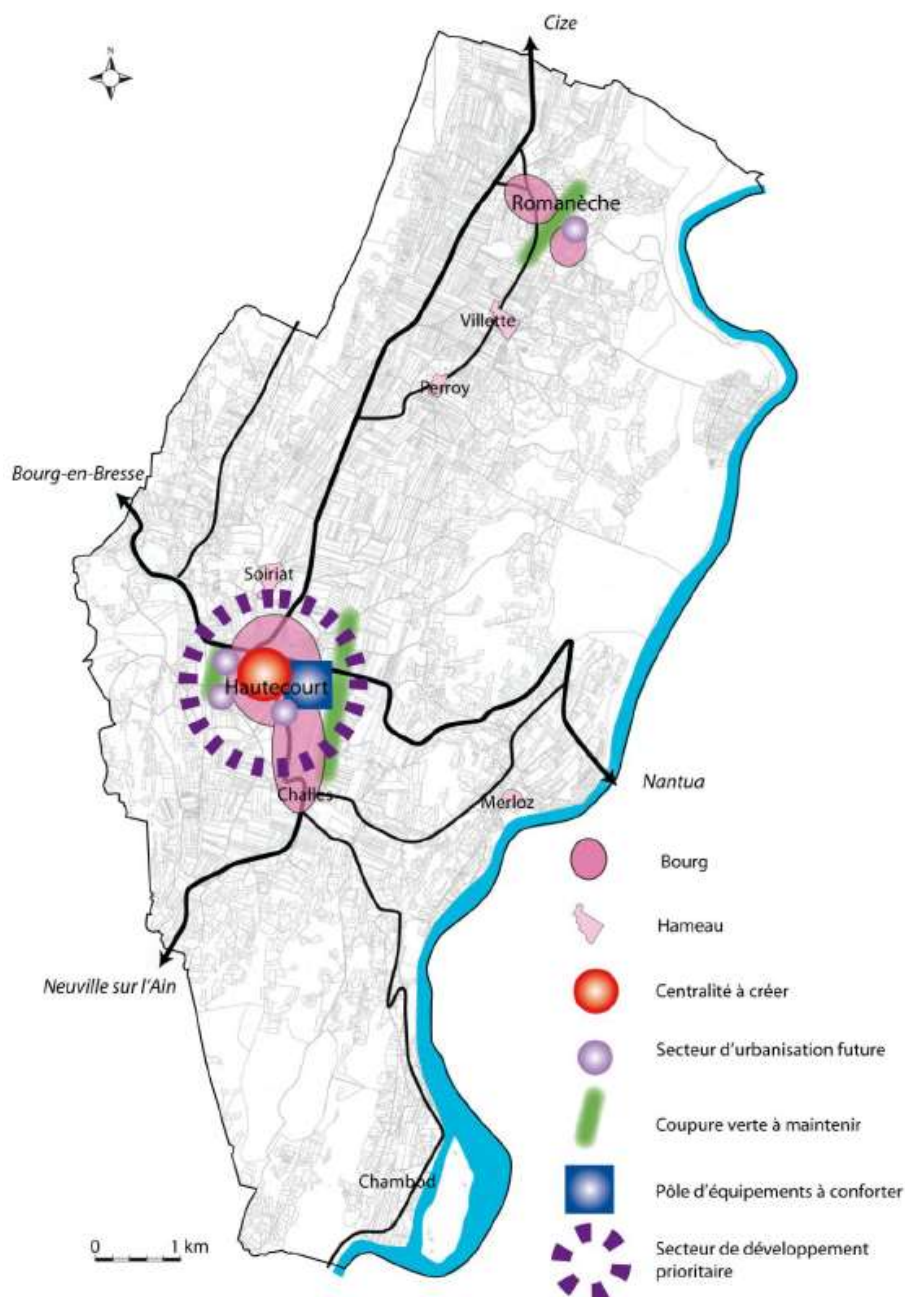 Cize
N
Romanèche
Villette
Perroy
Bourg-en-Bresse
Soiriat
Hautecourt
Challes
Merloz
Nantua
Neuville sur l'Ain
Chambod
0 1 km
Bourg
Hameau
Centralité à créer
Secteur d'urbanisation future
Coupure verte à maintenir
Pôle d'équipements à conforter
Secteur de développement
prioritaire